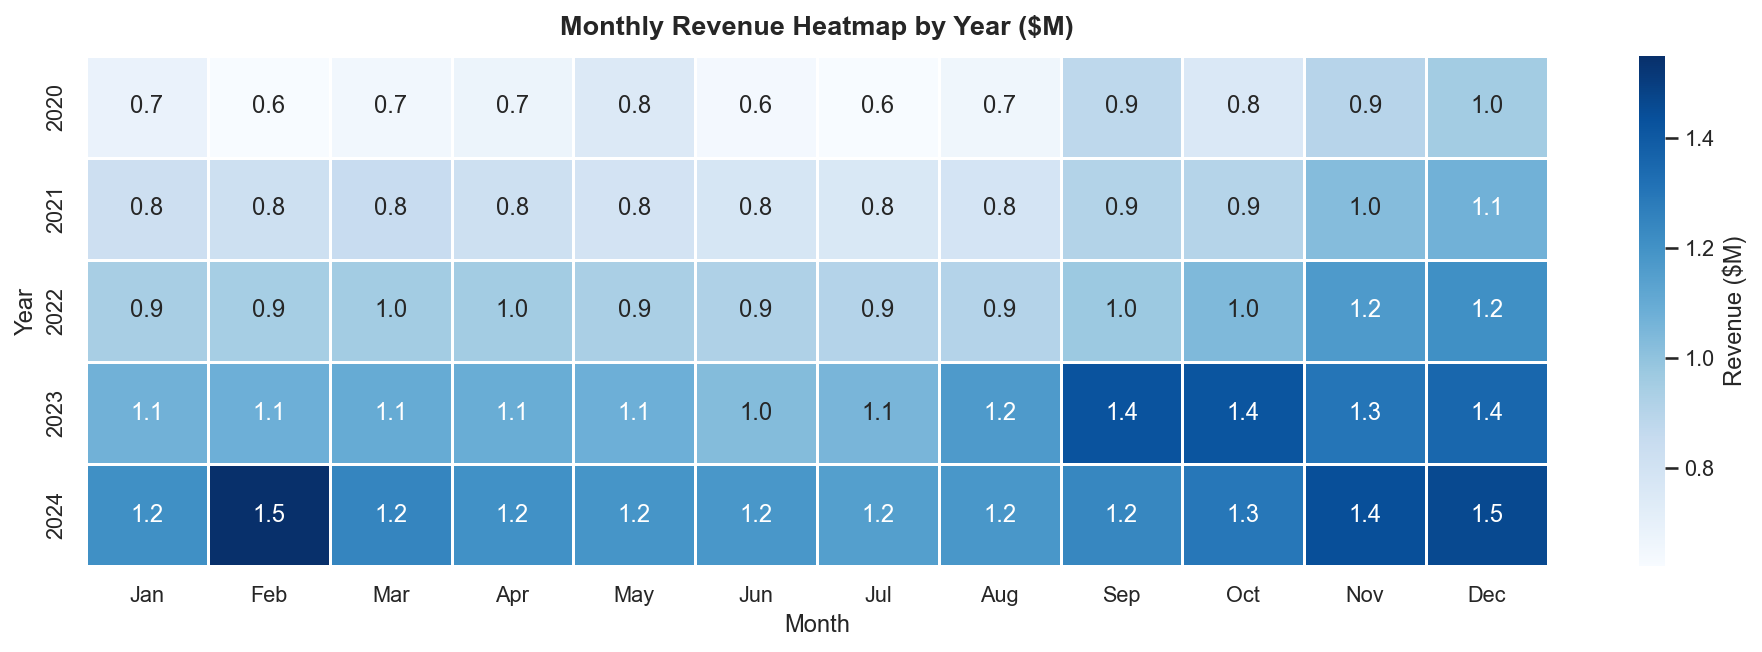 Monthly Revenue Heatmap by Year ($M)
Year
2020 0.7 0.6 0.7 0.7 0.8 0.6 0.6 0.7 0.9 0.8 0.9 1.0
2021 0.8 0.8 0.8 0.8 0.8 0.8 0.8 0.8 0.9 0.9 1.0 1.1
2022 0.9 0.9 1.0 1.0 0.9 0.9 0.9 0.9 1.0 1.0 1.2 1.2
2023 1.1 1.1 1.1 1.1 1.1 1.0 1.1 1.2 1.4 1.4 1.3 1.4
2024 1.2 1.5 1.2 1.2 1.2 1.2 1.2 1.2 1.2 1.3 1.4 1.5
Jan Feb Mar Apr May Jun Jul Aug Sep Oct Nov Dec
Month
1.4
1.2
1.0
0.8
Revenue ($M)